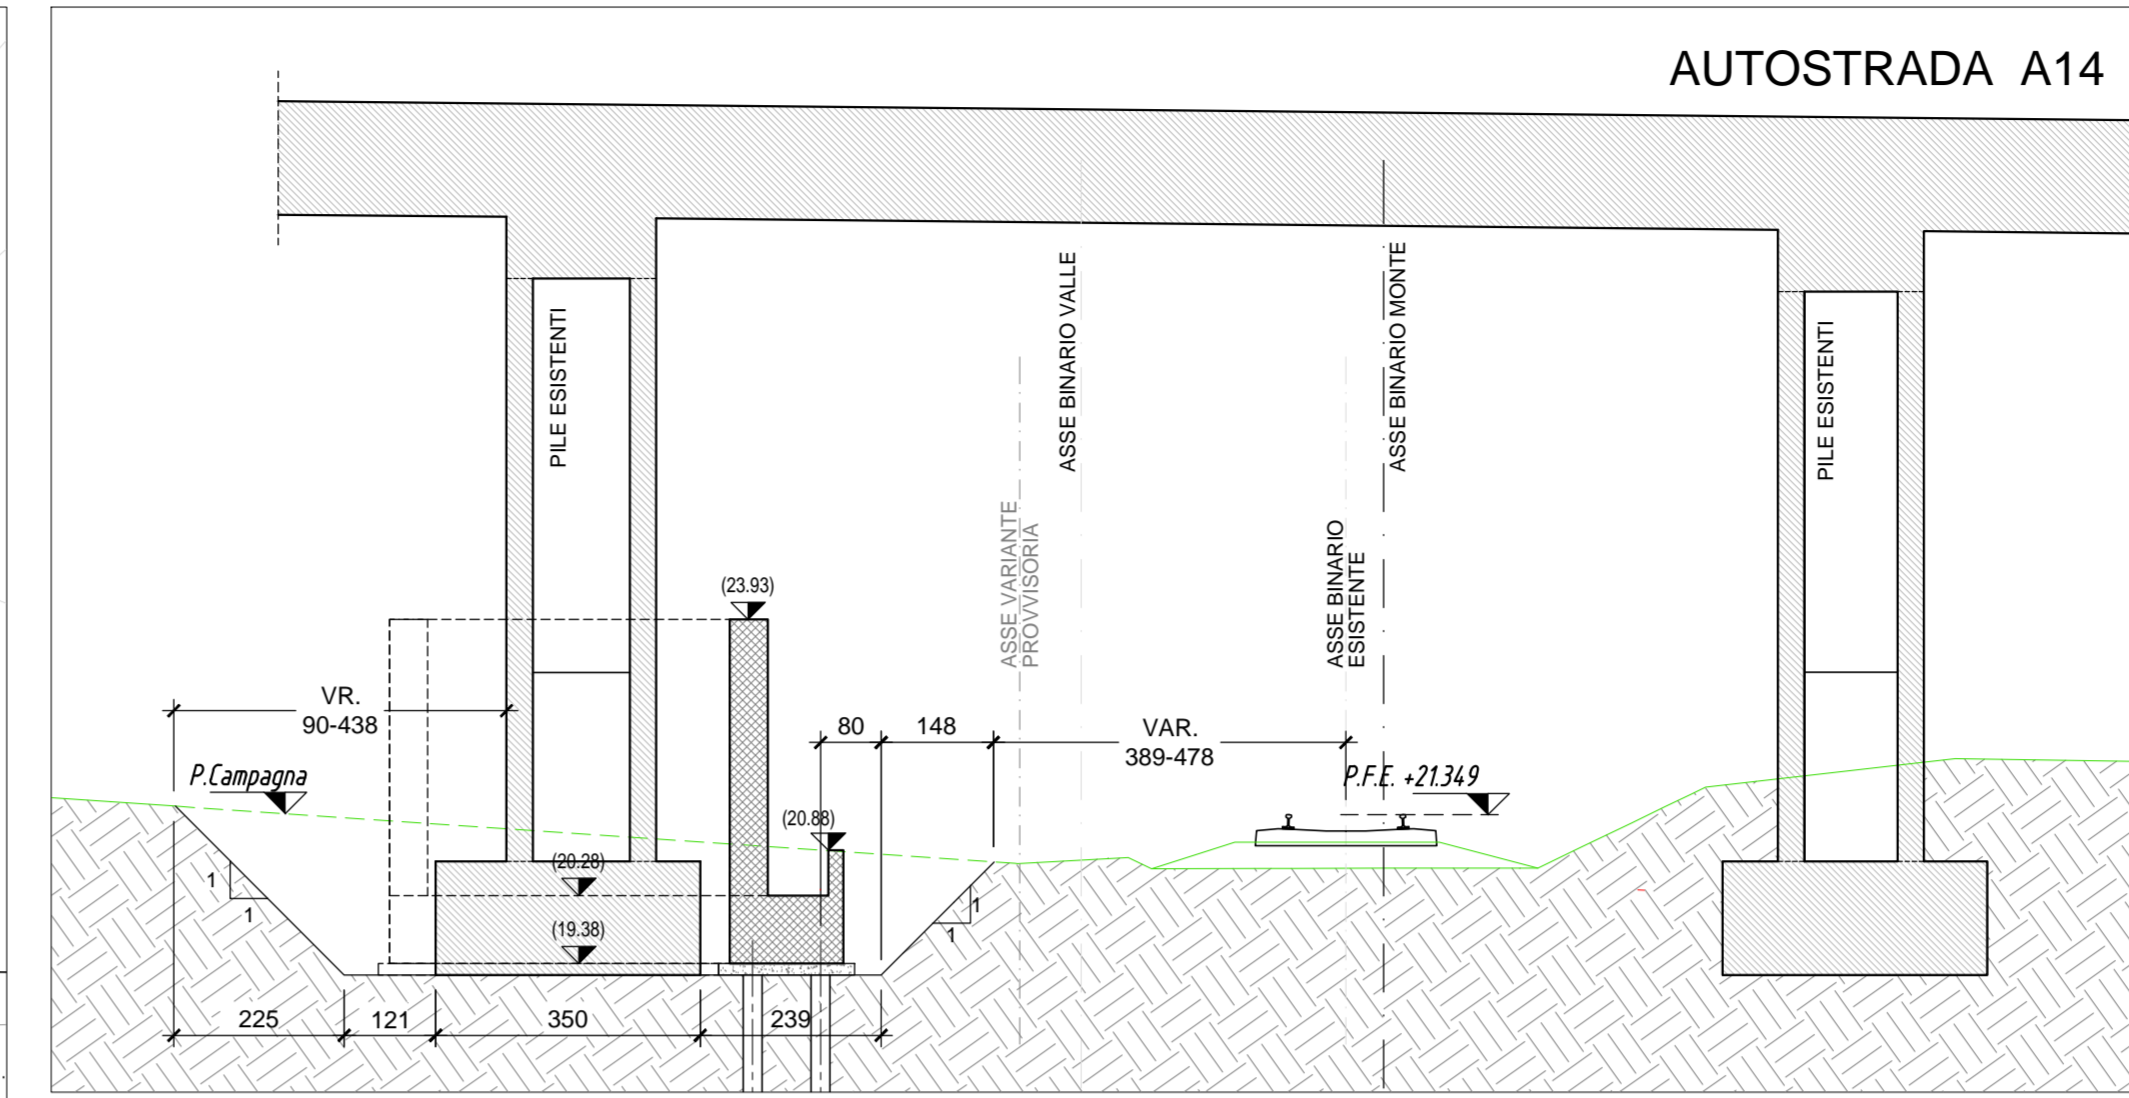 AUTOSTRADA A14
PILE ESISTENTI
ASSE BINARIO VALLE
ASSE BINARIO MONTE
PILE ESISTENTI
ASSE VARIANTE
PROVVISORIA
ASSE BINARIO
ESISTENTE
(23.93)
VR.
90-438
80
148
VAR.
389-478
P.Campagna
P.F.E. +21.349
(20.88)
(20.28)
1
1
1
1
(19.38)
225
121
350
239